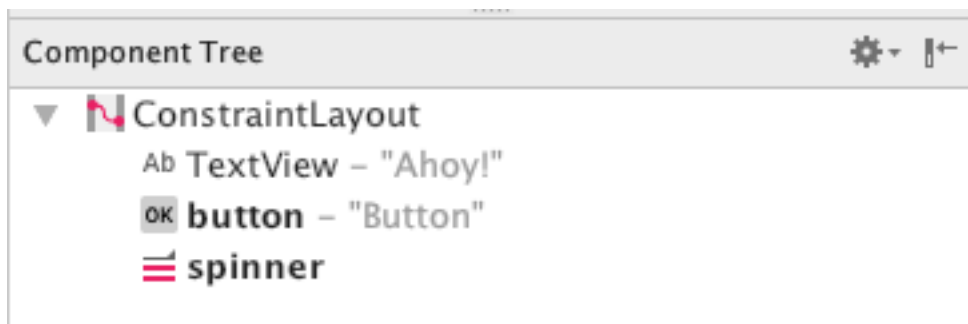 Component Tree
ConstraintLayout
Ab TextView – "Ahoy!"
OK button – "Button"
spinner